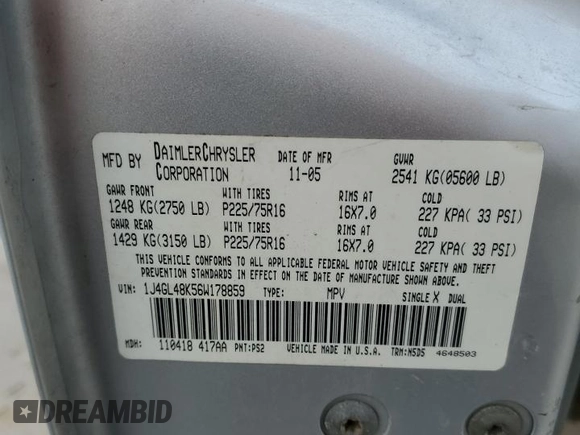 MFD BY DAIMLERCHRYSLER CORPORATION DATE OF MFR 11-05 GVWR 2541 KG(05600 LB)
GAWR FRONT WITH TIRES RIMS AT COLD
1248 KG(2750 LB) P225/75R16 16X7.0 227 KPA( 33 PSI)
GAWR REAR WITH TIRES RIMS AT COLD
1429 KG(3150 LB) P225/75R16 16X7.0 227 KPA( 33 PSI)
THIS VEHICLE CONFORMS TO ALL APPLICABLE FEDERAL MOTOR VEHICLE SAFETY AND THEFT
PREVENTION STANDARDS IN EFFECT ON THE DATE OF MANUFACTURE SHOWN ABOVE.
VIN: 1J4GL48K56W178859 TYPE: MPV SINGLE X DUAL
MDH: 110418 417AA PNT:PS2 VEHICLE MADE IN U.S.A. TRM:N5D5 4648503
DREAMBID